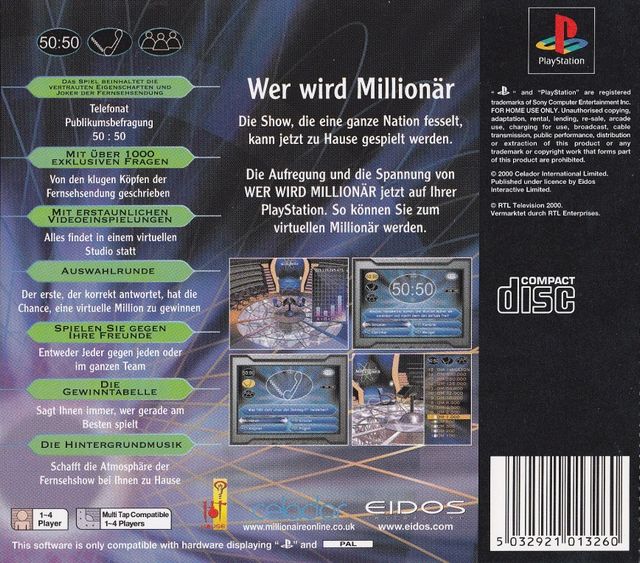 50:50
DAS SPIEL BEINHALTET DIE
VERTRAUTEN EIGENSCHAFTEN UND
JOKER DER FERNSEHSENDUNG
Telefonat
Publikumsbefragung
50 : 50
MIT ÜBER 1000
EXKLUSIVEN FRAGEN
Von den klugen Köpfen der
Fernsehsendung geschrieben
MIT ERSTAUNLICHEN
VIDEOEINSPIELUNGEN
Alles findet in einem virtuellen
Studio statt
AUSWAHLRUNDE
Der erste, der korrekt antwortet, hat die
Chance, eine virtuelle Million zu gewinnen
SPIELEN SIE GEGEN
IHRE FREUNDE
Entweder Jeder gegen jeden oder
im ganzen Team
DIE
GEWINNTABELLE
Sagt Ihnen immer, wer gerade am
Besten spielt
DIE HINTERGRUNDMUSIK
Schafft die Atmosphäre der
Fernsehshow bei Ihnen zu Hause
Wer wird Millionär
Die Show, die eine ganze Nation fesselt,
kann jetzt zu Hause gespielt werden.
Die Aufregung und die Spannung von
WER WIRD MILLIONÄR jetzt auf Ihrer
PlayStation. So können Sie zum
virtuellen Millionär werden.
50:50
1–4
Player
Multi Tap Compatible
1–4 Players
celador
www.millionaireonline.co.uk
EIDOS
www.eidos.com
This software is only compatible with hardware displaying " " and PAL
PlayStation
" " and "PlayStation" are registered
trademarks of Sony Computer Entertainment Inc.
FOR HOME USE ONLY. Unauthorised copying,
adaptation, rental, lending, re-sale, arcade
use, charging for use, broadcast, cable
transmission, public performance, distribution
or extraction of this product or any
trademark or copyright work that forms part
of this product are prohibited.
© 2000 Celador International Limited.
Published under licence by Eidos
Interactive Limited.
© RTL Television 2000.
Vermarktet durch RTL Enterprises.
COMPACT
disc
5 032921 013260